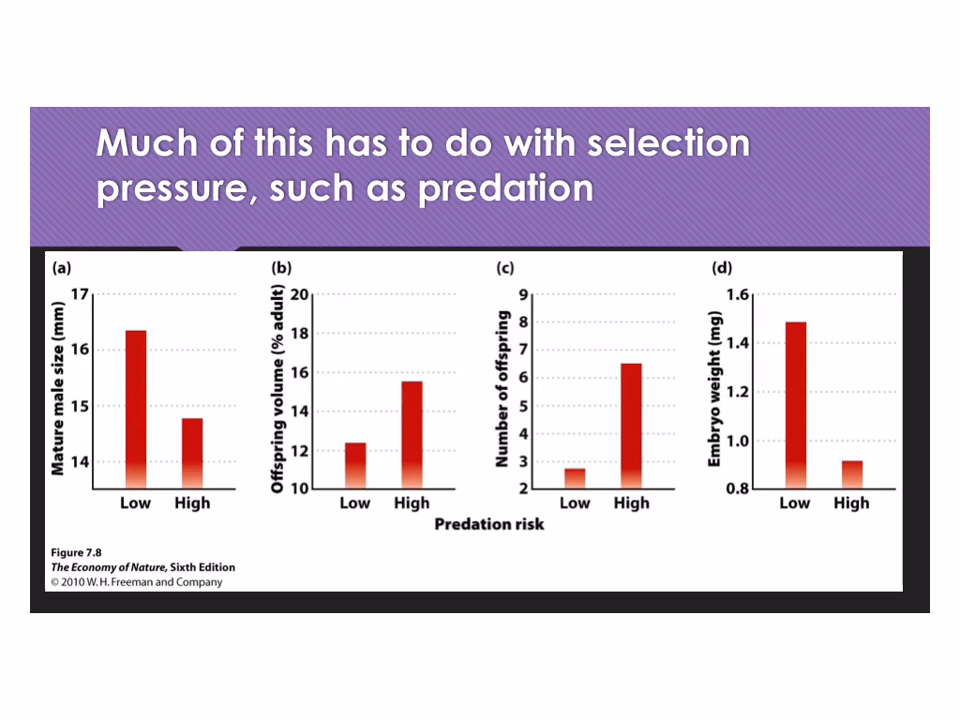 Much of this has to do with selection
pressure, such as predation
(a)
Mature male size (mm)
17
16
15
14
Low High
(b)
Offspring volume (% adult)
20
18
16
14
12
10
Low High
(c)
Number of offspring
9
8
7
6
5
4
3
2
Low High
(d)
Embryo weight (mg)
1.6
1.4
1.2
1.0
0.8
Low High
Predation risk
Figure 7.8
The Economy of Nature, Sixth Edition
© 2010 W. H. Freeman and Company